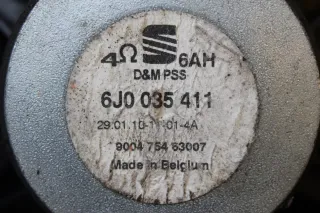 4Ω 6AH
D&M PSS
6J0 035 411
29.01.10-11-01-4A
9004 754 63007
Made in Belgium